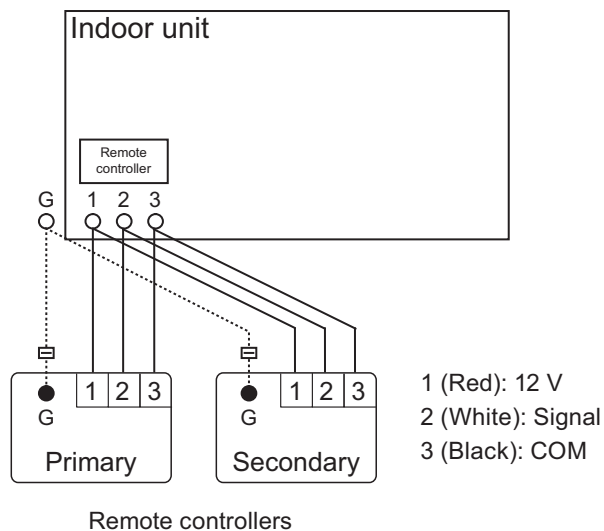 Indoor unit
Remote
controller
G 1 2 3
1 2 3 1 2 3
G G
Primary Secondary
1 (Red): 12 V
2 (White): Signal
3 (Black): COM
Remote controllers